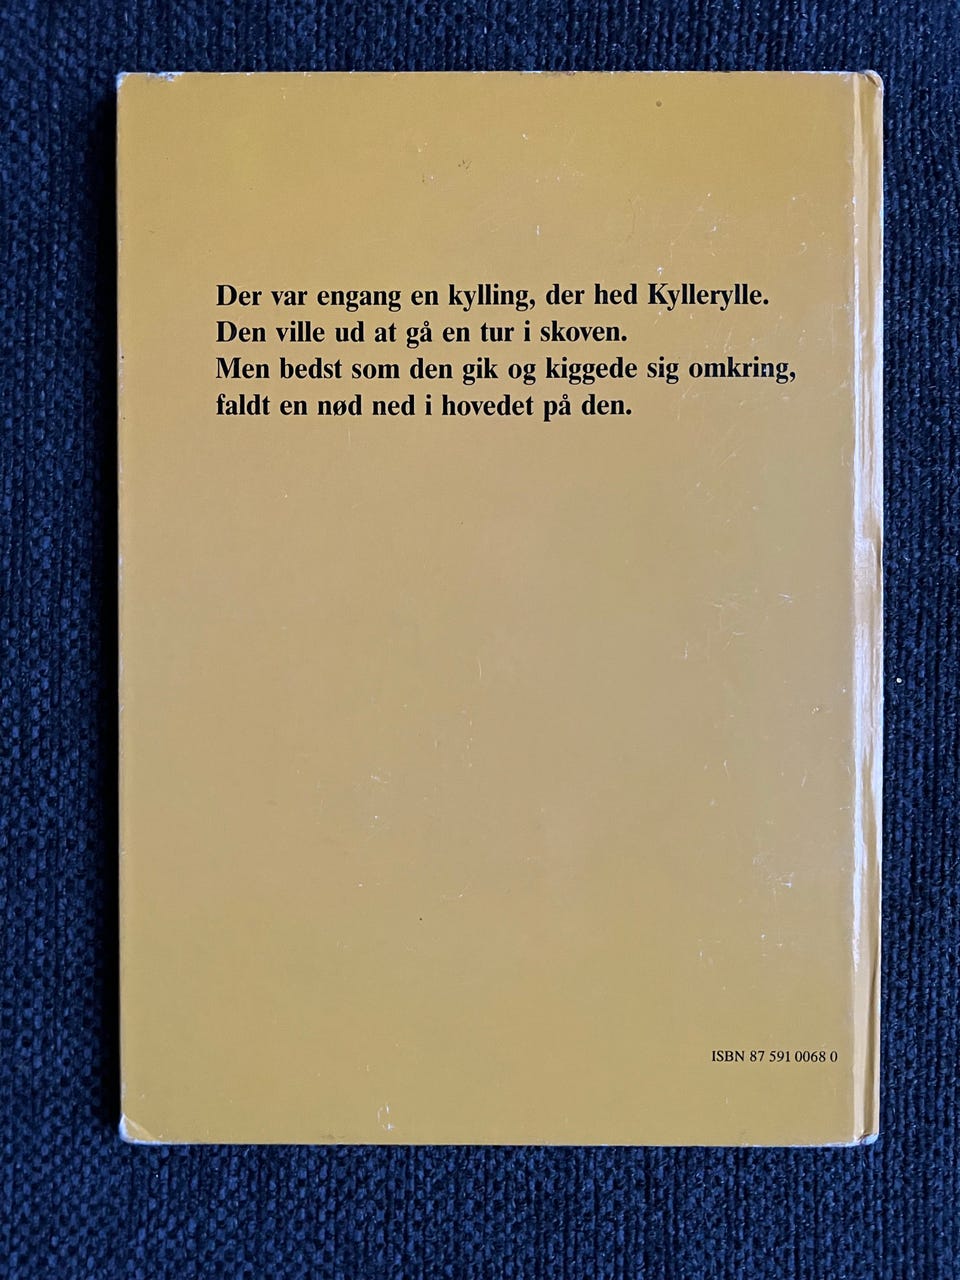 Der var engang en kylling, der hed Kyllerylle.
Den ville ud at gå en tur i skoven.
Men bedst som den gik og kiggede sig omkring,
faldt en nød ned i hovedet på den.
ISBN 87 591 0068 0